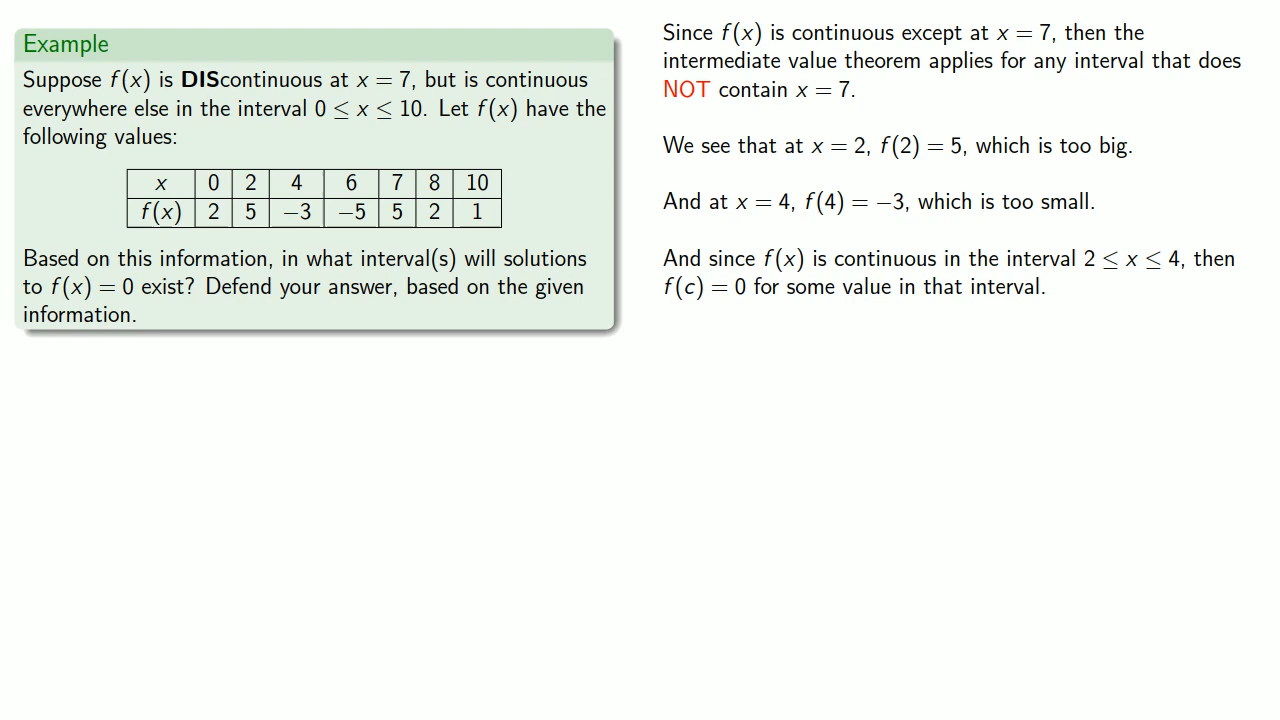 Example
Suppose f(x) is DIScontinuous at x = 7, but is continuous
everywhere else in the interval 0 ≤ x ≤ 10. Let f(x) have the
following values:
x 0 2 4 6 7 8 10
f(x) 2 5 −3 −5 5 2 1
Based on this information, in what interval(s) will solutions
to f(x) = 0 exist? Defend your answer, based on the given
information.
Since f(x) is continuous except at x = 7, then the
intermediate value theorem applies for any interval that does
NOT contain x = 7.
We see that at x = 2, f(2) = 5, which is too big.
And at x = 4, f(4) = −3, which is too small.
And since f(x) is continuous in the interval 2 ≤ x ≤ 4, then
f(c) = 0 for some value in that interval.